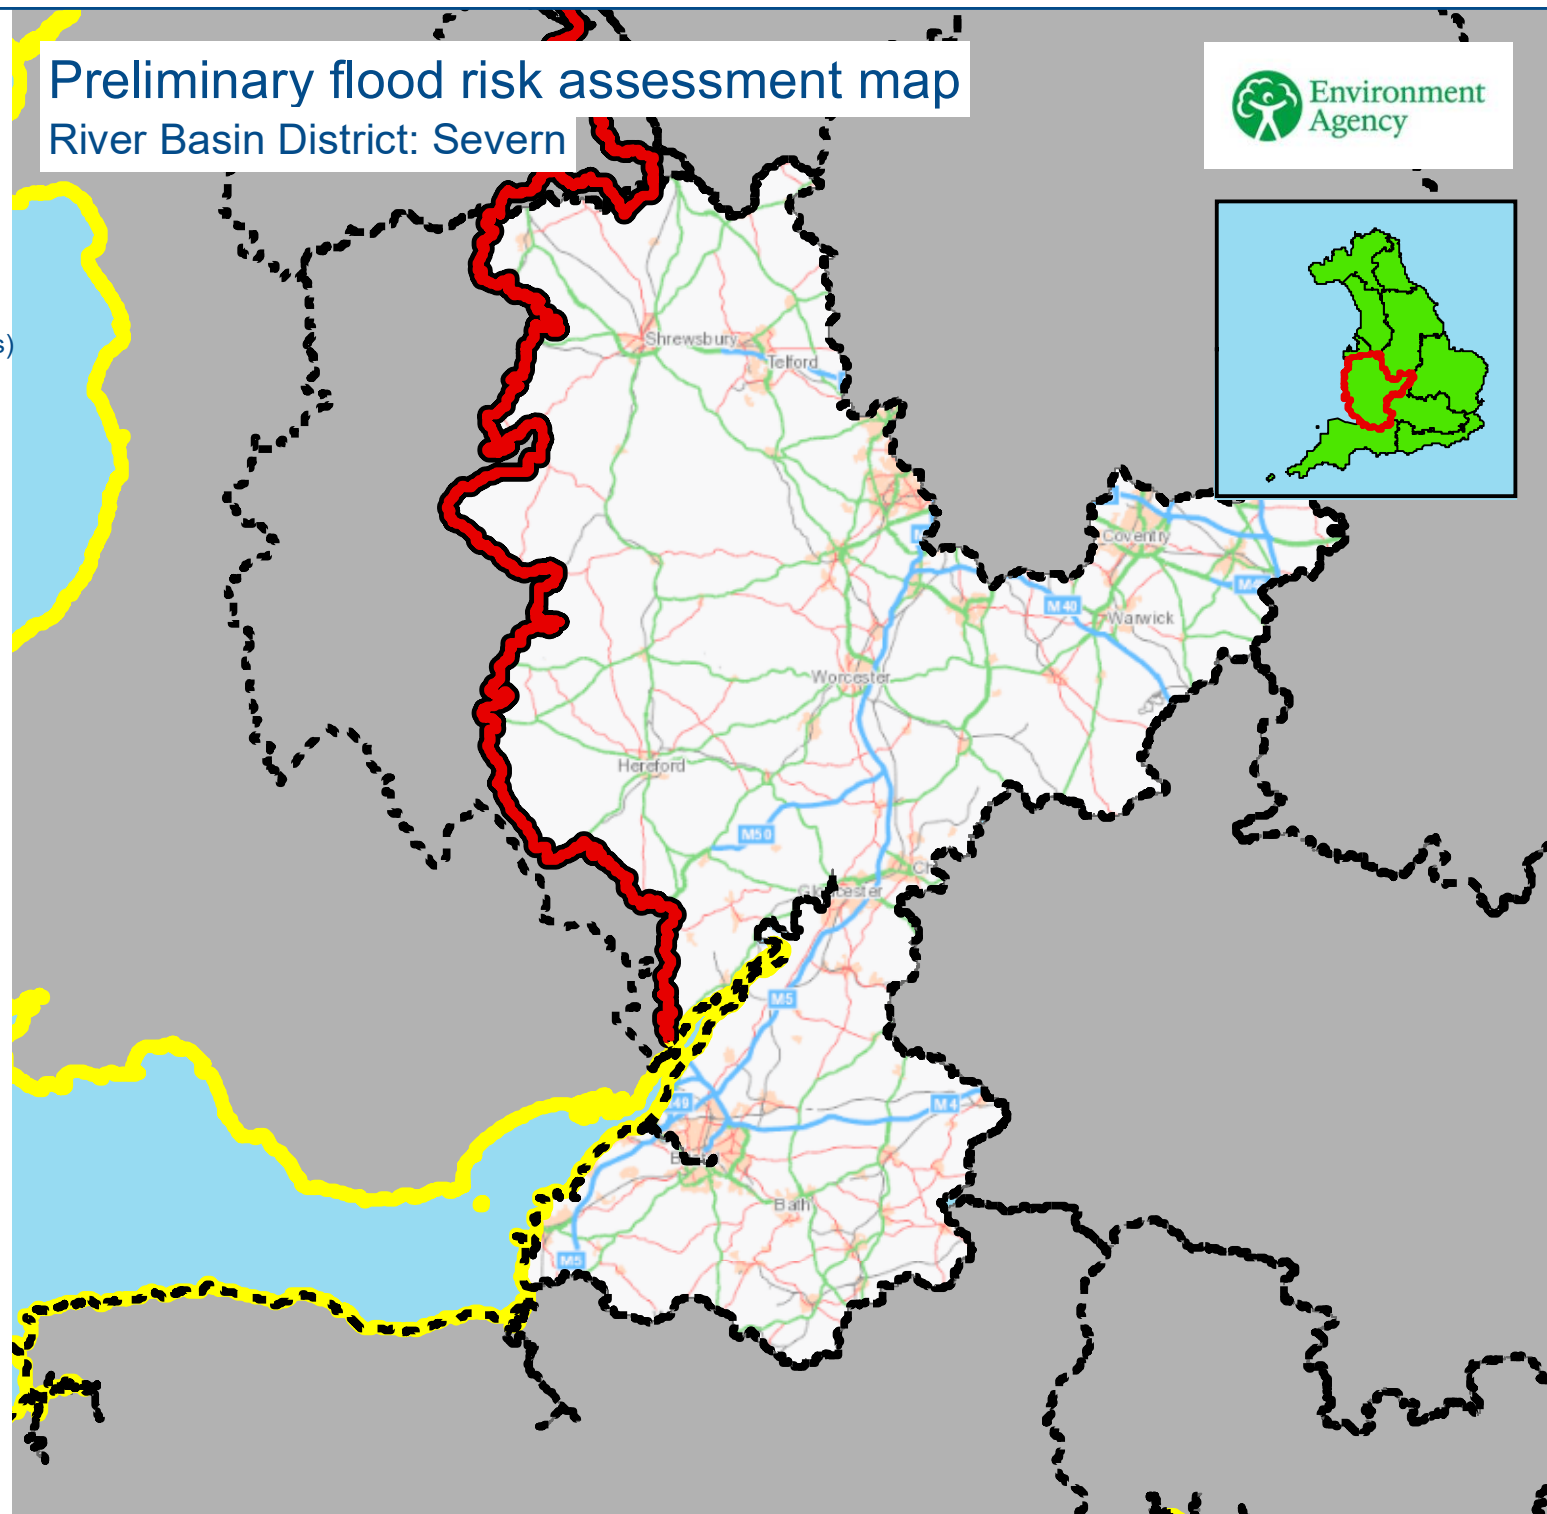 Preliminary flood risk assessment map
River Basin District: Severn
Environment
Agency
s)
Shrewsbury
Telford
Coventry
M40
Warwick
Worcester
Hereford
M50
M5
M4
Bath
M5